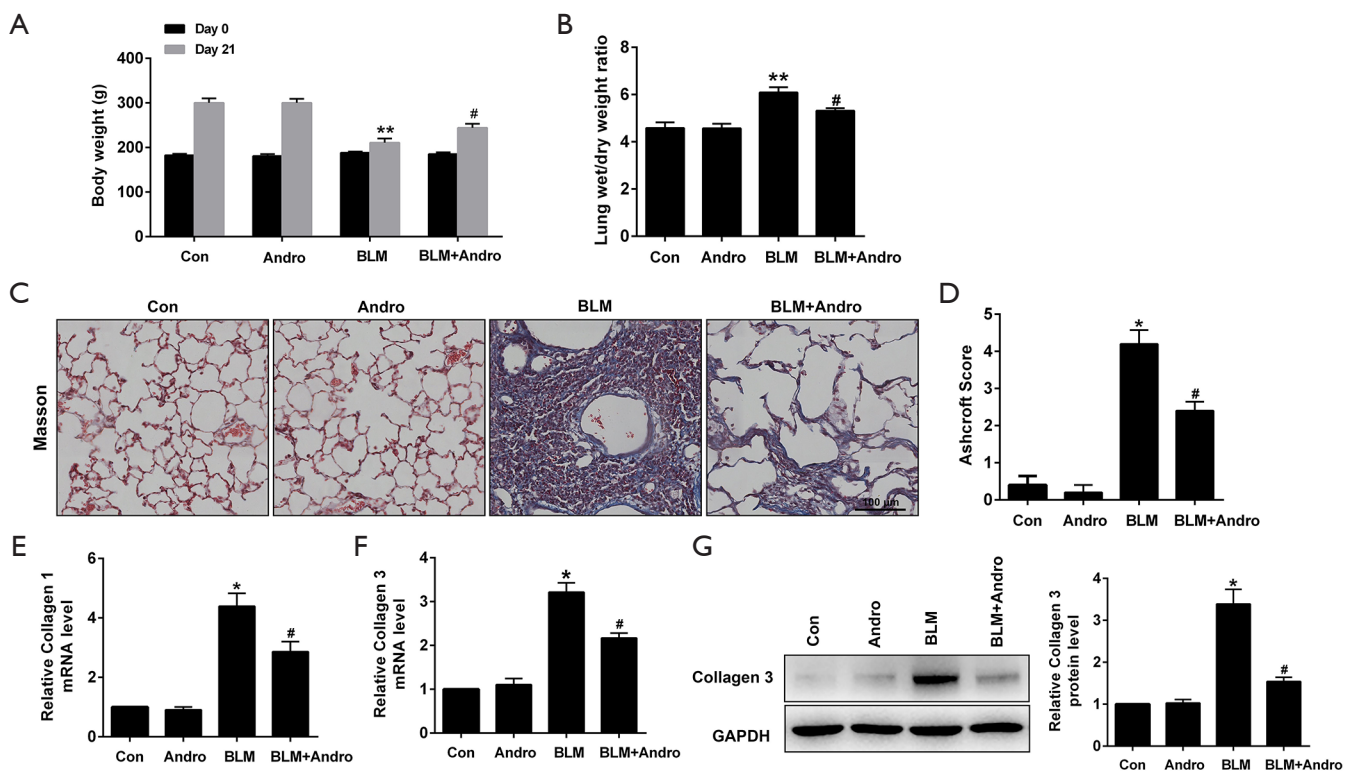 A
Day 0
Day 21
Body weight (g)
400
300
200
100
0
**
#
Con
Andro
BLM
BLM+Andro
B
Lung wet/dry weight ratio
8
6
4
2
0
**
#
Con
Andro
BLM
BLM+Andro
C
Con
Andro
BLM
BLM+Andro
Masson
100 μm
D
Ashcroft Score
5
4
3
2
1
0
*
#
Con
Andro
BLM
BLM+Andro
E
Relative Collagen 1
mRNA level
6
4
2
0
*
#
Con
Andro
BLM
BLM+Andro
F
Relative Collagen 3
mRNA level
4
3
2
1
0
*
#
Con
Andro
BLM
BLM+Andro
G
Con
Andro
BLM
BLM+Andro
Collagen 3
GAPDH
Relative Collagen 3
protein level
4
3
2
1
0
*
#
Con
Andro
BLM
BLM+Andro